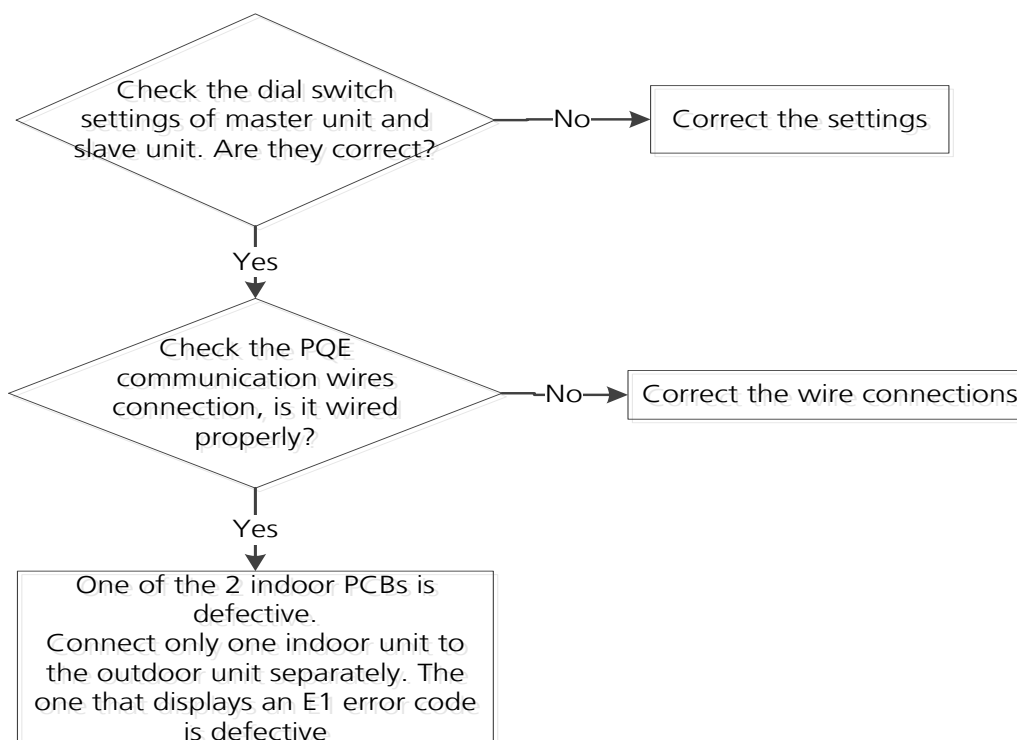 Check the dial switch
settings of master unit and
slave unit. Are they correct?
No
Correct the settings
Yes
Check the PQE
communication wires
connection, is it wired
properly?
No
Correct the wire connections
Yes
One of the 2 indoor PCBs is
defective.
Connect only one indoor unit to
the outdoor unit separately. The
one that displays an E1 error code
is defective